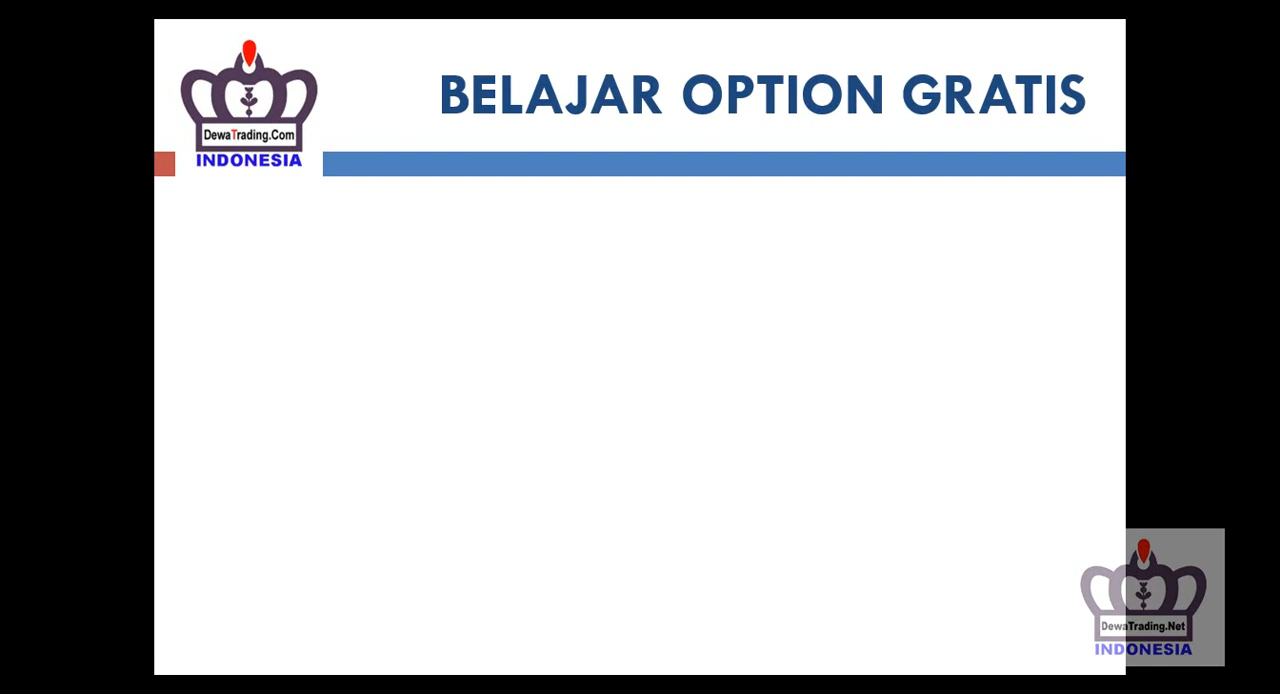 BELAJAR OPTION GRATIS
DewaTrading.Com
INDONESIA
DewaTrading.Net
INDONESIA